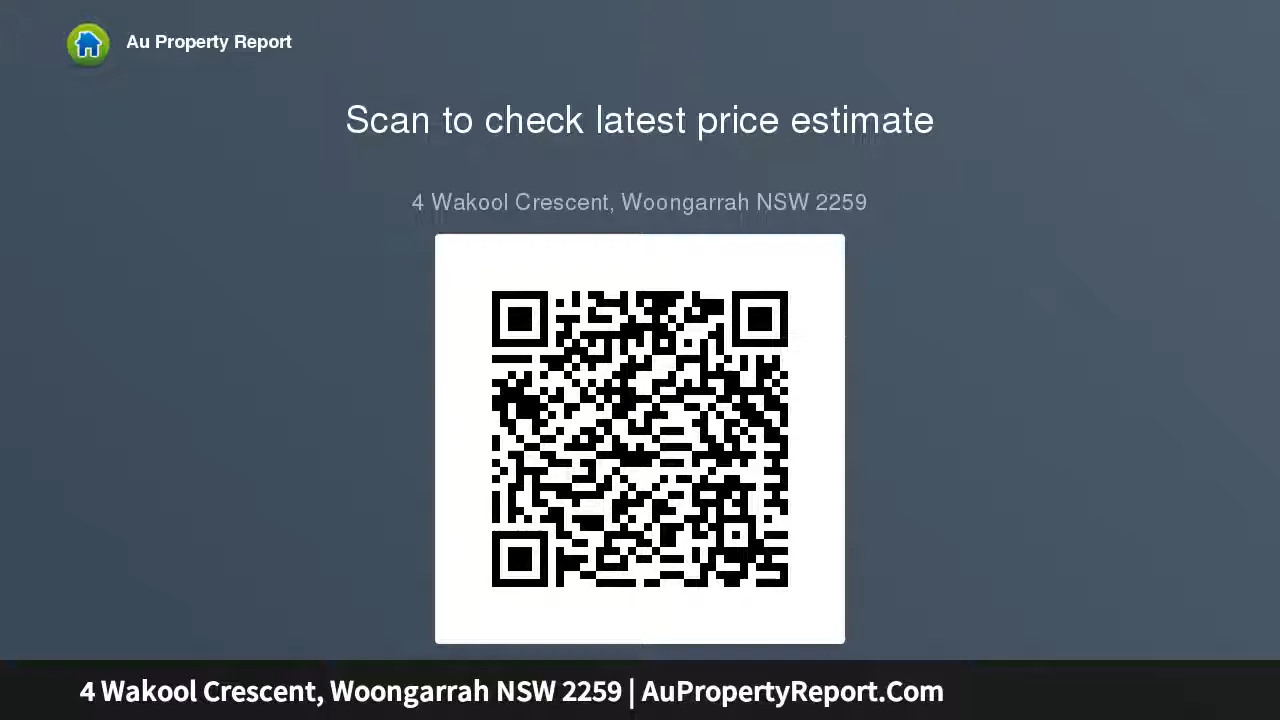 Au Property Report
Scan to check latest price estimate
4 Wakool Crescent, Woongarrah NSW 2259
4 Wakool Crescent, Woongarrah NSW 2259 | AuPropertyReport.Com